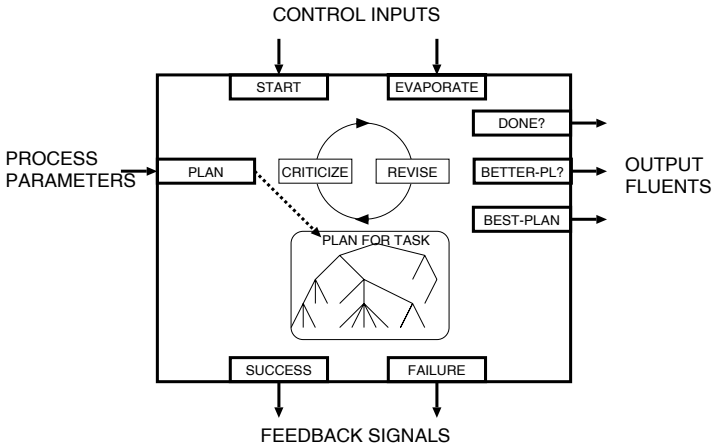 CONTROL INPUTS
START
EVAPORATE
DONE?
PROCESS
PARAMETERS
PLAN
CRITICIZE
REVISE
BETTER-PL?
OUTPUT
FLUENTS
BEST-PLAN
PLAN FOR TASK
SUCCESS
FAILURE
FEEDBACK SIGNALS